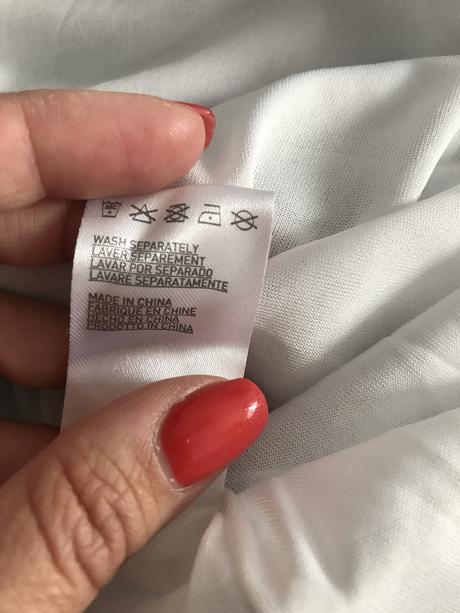 WASH SEPARATELY
LAVER SEPAREMENT
LAVAR POR SEPARADO
LAVARE SEPARATAMENTE
MADE IN CHINA
FABRIQUE EN CHINE
HECHO EN CHINA
PRODOTTO IN CHINA